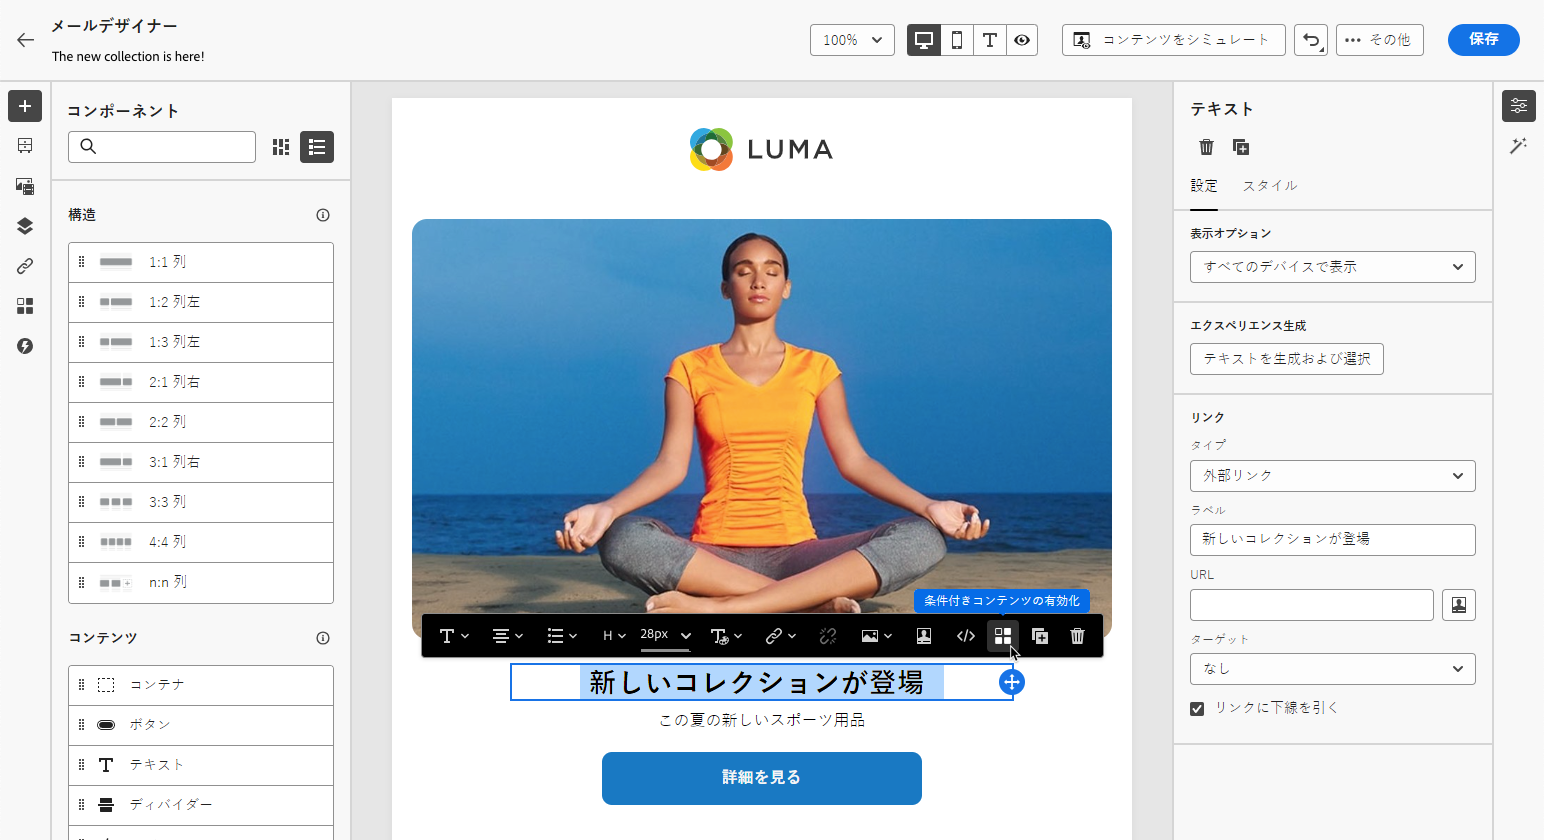 メールデザイナー
The new collection is here!
100%
コンテンツをシミュレート
その他
保存
コンポーネント
構造
1:1 列
1:2 列左
1:3 列左
2:1 列右
2:2 列
3:1 列右
3:3 列
4:4 列
n:n 列
コンテンツ
コンテナ
ボタン
テキスト
ディバイダー
LUMA
条件付きコンテンツの有効化
H
28px
新しいコレクションが登場
この夏の新しいスポーツ用品
詳細を見る
テキスト
設定
スタイル
表示オプション
すべてのデバイスで表示
エクスペリエンス生成
テキストを生成および選択
リンク
タイプ
外部リンク
ラベル
新しいコレクションが登場
URL
ターゲット
なし
リンクに下線を引く